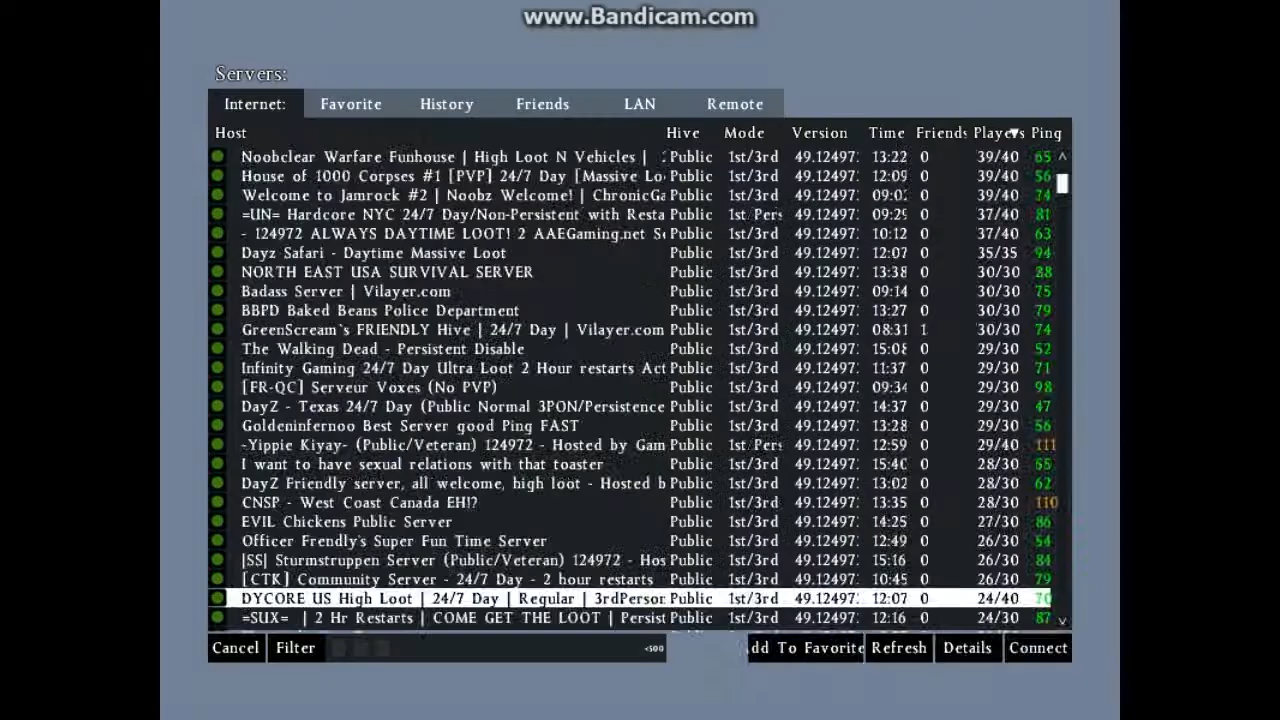 www.Bandicam.com
Servers:
Internet: Favorite History Friends LAN Remote
Host Hive Mode Version Time Friends Players Ping
Noobclear Warfare Funhouse | High Loot N Vehicles | Public 1st/3rd 49.12497 13:22 0 39/40 65
House of 1000 Corpses #1 [PVP] 24/7 Day [Massive Lo Public 1st/3rd 49.12497 12:09 0 39/40 56
Welcome to Jamrock #2 | Noobz Welcome! | ChronicGa Public 1st/3rd 49.12497 09:02 0 39/40 74
=UN= Hardcore NYC 24/7 Day/Non-Persistent with Resta Public 1st Pers 49.12497 09:29 0 37/40 81
- 124972 ALWAYS DAYTIME LOOT! 2 AAEGaming.net Se Public 1st/3rd 49.12497 10:12 0 37/40 63
Dayz Safari - Daytime Massive Loot Public 1st/3rd 49.12497 12:07 0 35/35 94
NORTH EAST USA SURVIVAL SERVER Public 1st/3rd 49.12497 13:38 0 30/30
Badass Server | Vilayer.com Public 1st/3rd 49.12497 09:14 0 30/30 75
BBPD Baked Beans Police Department Public 1st/3rd 49.12497 13:27 0 30/30 79
GreenScream`s FRIENDLY Hive | 24/7 Day | Vilayer.com Public 1st/3rd 49.12497 08:31 1 30/30 74
The Walking Dead - Persistent Disable Public 1st/3rd 49.12497 15:08 0 29/30 52
Infinity Gaming 24/7 Day Ultra Loot 2 Hour restarts Act Public 1st/3rd 49.12497 11:37 0 29/30 71
[FR-QC] Serveur Voxes (No PVP) Public 1st/3rd 49.12497 09:34 0 29/30 98
DayZ - Texas 24/7 Day (Public Normal 3PON/Persistence Public 1st/3rd 49.12497 14:37 0 29/30 47
Goldeninfernoo Best Server good Ping FAST Public 1st/3rd 49.12497 13:28 0 29/30 56
-Yippie Kiyay- (Public/Veteran) 124972 - Hosted by Gam Public 1st Pers 49.12497 12:59 0 29/40 111
I want to have sexual relations with that toaster Public 1st/3rd 49.12497 15:40 0 28/30 55
DayZ Friendly server, all welcome, high loot - Hosted b Public 1st/3rd 49.12497 13:02 0 28/30 62
CNSP - West Coast Canada EH!? Public 1st/3rd 49.12497 13:35 0 28/30 110
EVIL Chickens Public Server Public 1st/3rd 49.12497 14:25 0 27/30 86
Officer Frendly's Super Fun Time Server Public 1st/3rd 49.12497 12:49 0 26/30 54
|SS| Sturmstruppen Server (Public/Veteran) 124972 - Hos Public 1st/3rd 49.12497 15:16 0 26/30 84
[CTK] Community Server - 24/7 Day - 2 hour restarts Public 1st/3rd 49.12497 10:45 0 26/30 79
DYCORE US High Loot | 24/7 Day | Regular | 3rdPerson Public 1st/3rd 49.12497 12:07 0 24/40 70
=SUX= | 2 Hr Restarts | COME GET THE LOOT | Persist Public 1st/3rd 49.12497 12:16 0 24/30 87
Cancel Filter <500 dd To Favorite Refresh Details Connect